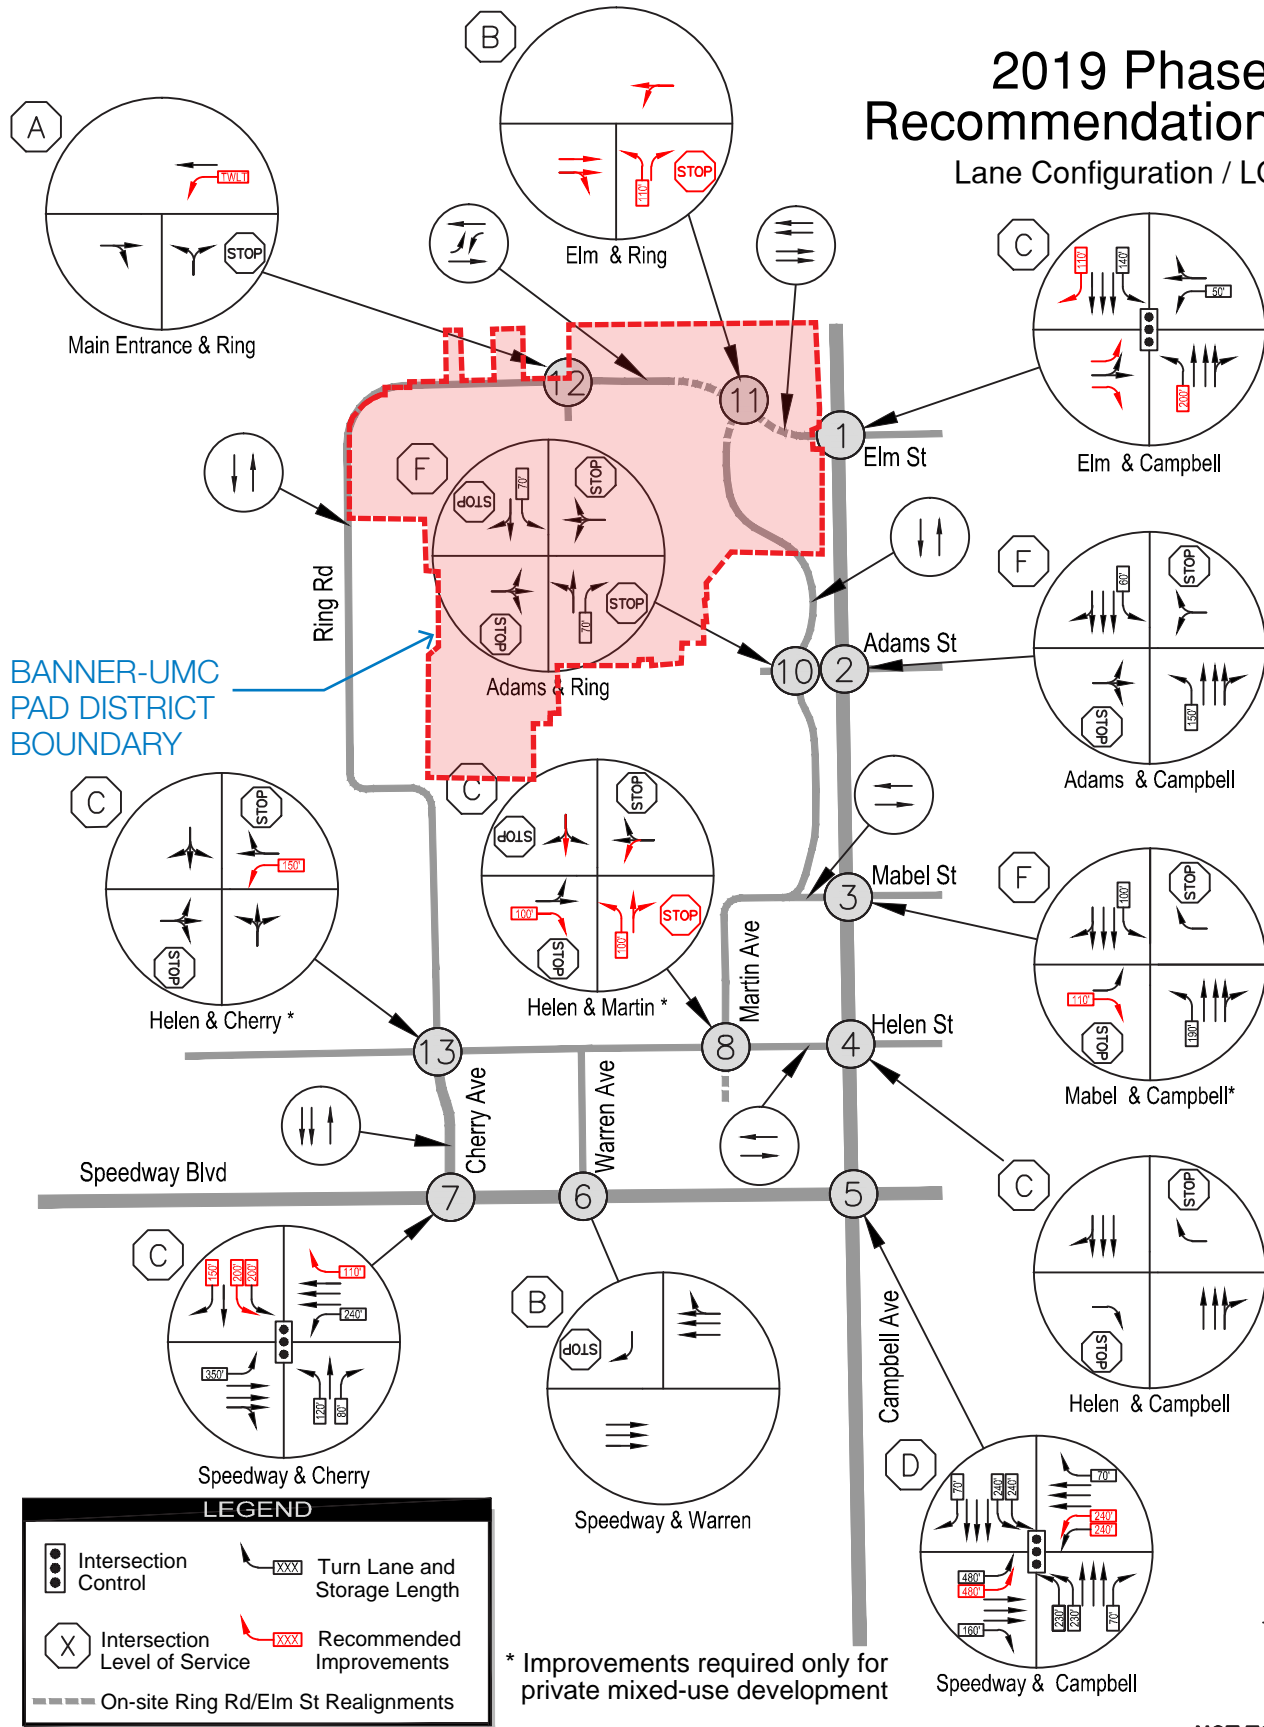 2019 Phase
Recommendation
Lane Configuration / LO
A
TWLT
STOP
Main Entrance & Ring
B
110'
STOP
Elm & Ring
C
110'
140'
50'
200'
Elm & Campbell
12
11
1
Elm St
F
STOP
70'
STOP
STOP
70'
STOP
Adams & Ring
Ring Rd
BANNER-UMC
PAD DISTRICT
BOUNDARY
F
60'
STOP
STOP
150'
Adams & Campbell
Adams St
10
2
C
STOP
150'
STOP
Helen & Cherry *
C
STOP
STOP
100'
STOP
100'
STOP
Helen & Martin *
Mabel St
3
Martin Ave
F
100'
STOP
110'
STOP
190'
Mabel & Campbell*
Helen St
13
8
4
Cherry Ave
Warren Ave
Speedway Blvd
7
6
5
Campbell Ave
C
STOP
STOP
Helen & Campbell
C
150'
200'
200'
110'
240'
350'
120'
80'
Speedway & Cherry
B
STOP
Speedway & Warren
D
70'
240'
240'
70'
240'
240'
480'
480'
160'
230'
230'
70'
Speedway & Campbell
LEGEND
Intersection
Control
XXX
Turn Lane and
Storage Length
X
Intersection
Level of Service
XXX
Recommended
Improvements
On-site Ring Rd/Elm St Realignments
* Improvements required only for
private mixed-use development